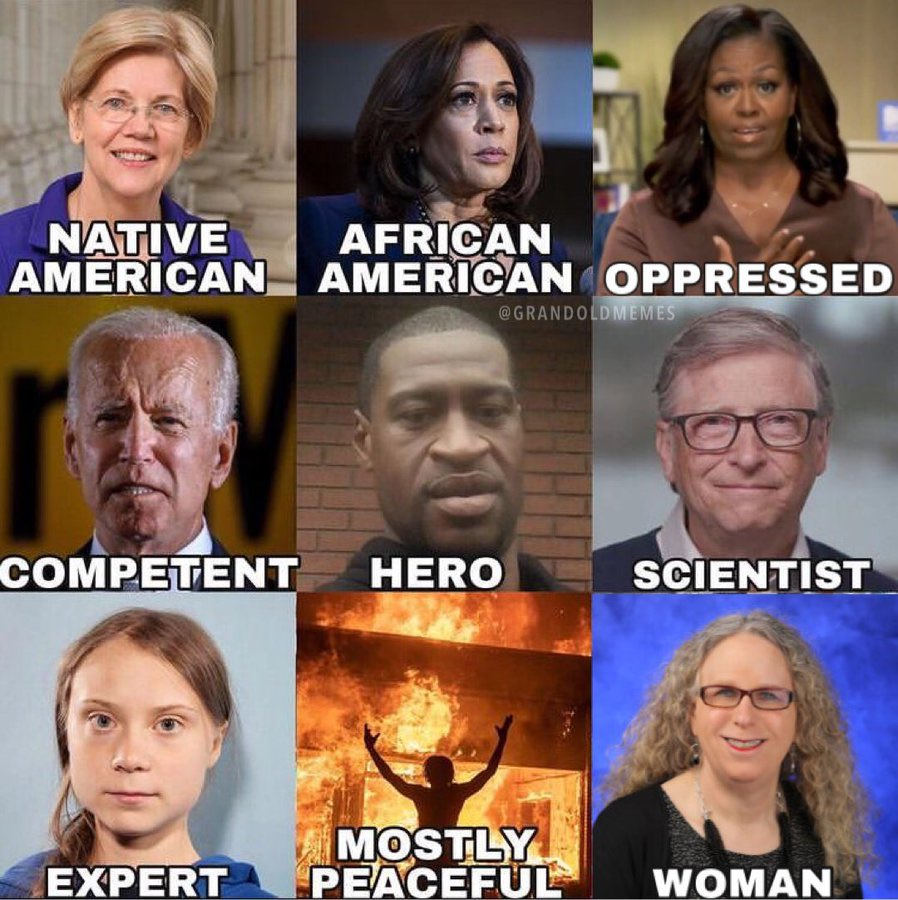 NATIVE
AMERICAN
AFRICAN
AMERICAN
OPPRESSED
@GRANDOLDMEMES
COMPETENT
HERO
SCIENTIST
EXPERT
MOSTLY
PEACEFUL
WOMAN